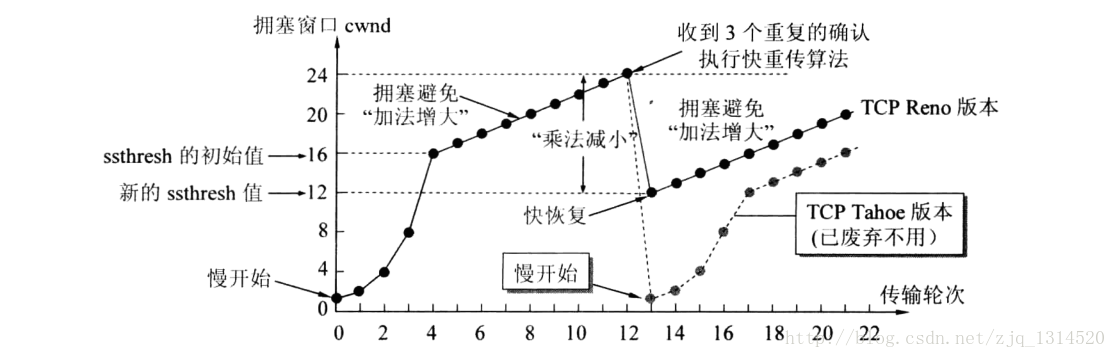 拥塞窗口 cwnd
收到 3 个重复的确认
执行快重传算法
24
20
16
12
8
4
0
拥塞避免
“加法增大”
“乘法减小”
拥塞避免
“加法增大”
TCP Reno 版本
ssthresh 的初始值
新的 ssthresh 值
快恢复
TCP Tahoe 版本
(已废弃不用)
慢开始
慢开始
传输轮次
0 2 4 6 8 10 12 14 16 18 20 22
http://blog.csdn.net/zjq_1314520